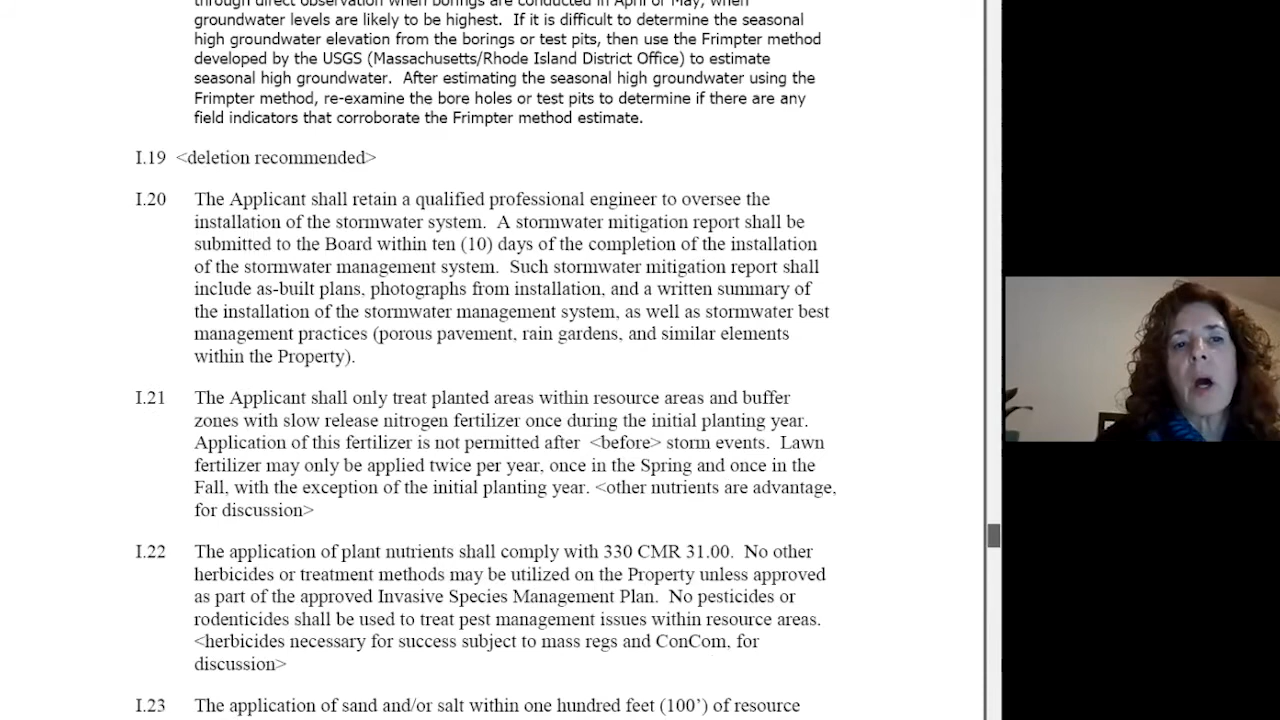 through direct observation when borings are conducted in April or May, when
groundwater levels are likely to be highest.  If it is difficult to determine the seasonal
high groundwater elevation from the borings or test pits, then use the Frimpter method
developed by the USGS (Massachusetts/Rhode Island District Office) to estimate
seasonal high groundwater.  After estimating the seasonal high groundwater using the
Frimpter method, re-examine the bore holes or test pits to determine if there are any
field indicators that corroborate the Frimpter method estimate.
I.19 <deletion recommended>
I.20 The Applicant shall retain a qualified professional engineer to oversee the
installation of the stormwater system.  A stormwater mitigation report shall be
submitted to the Board within ten (10) days of the completion of the installation
of the stormwater management system.  Such stormwater mitigation report shall
include as-built plans, photographs from installation, and a written summary of
the installation of the stormwater management system, as well as stormwater best
management practices (porous pavement, rain gardens, and similar elements
within the Property).
I.21 The Applicant shall only treat planted areas within resource areas and buffer
zones with slow release nitrogen fertilizer once during the initial planting year.
Application of this fertilizer is not permitted after  <before> storm events.  Lawn
fertilizer may only be applied twice per year, once in the Spring and once in the
Fall, with the exception of the initial planting year. <other nutrients are advantage,
for discussion>
I.22 The application of plant nutrients shall comply with 330 CMR 31.00.  No other
herbicides or treatment methods may be utilized on the Property unless approved
as part of the approved Invasive Species Management Plan.  No pesticides or
rodenticides shall be used to treat pest management issues within resource areas.
<herbicides necessary for success subject to mass regs and ConCom, for
discussion>
I.23 The application of sand and/or salt within one hundred feet (100’) of resource